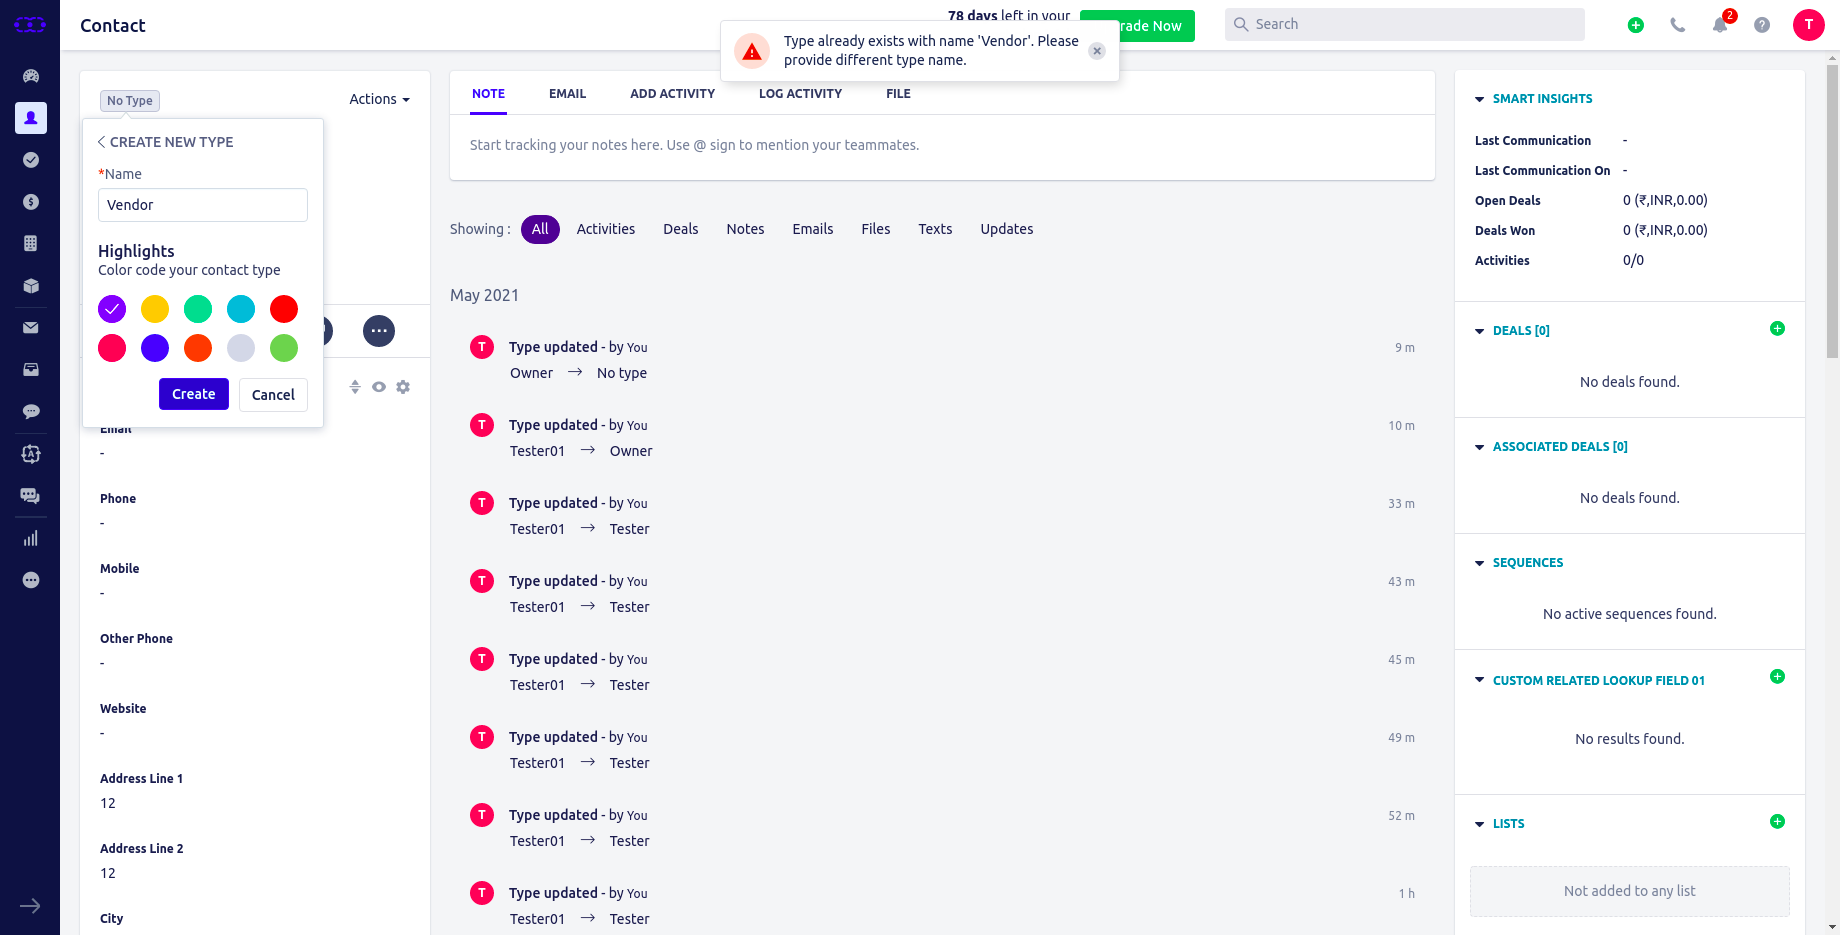 Contact
78 days left in your
rade Now
Search
2
T
Type already exists with name 'Vendor'. Please
provide different type name.
No Type
Actions
CREATE NEW TYPE
*Name
Vendor
Highlights
Color code your contact type
Create
Cancel
Email
-
Phone
-
Mobile
-
Other Phone
-
Website
-
Address Line 1
12
Address Line 2
12
City
NOTE EMAIL ADD ACTIVITY LOG ACTIVITY FILE
Start tracking your notes here. Use @ sign to mention your teammates.
Showing : All Activities Deals Notes Emails Files Texts Updates
May 2021
T Type updated - by You 9 m
Owner → No type
T Type updated - by You 10 m
Tester01 → Owner
T Type updated - by You 33 m
Tester01 → Tester
T Type updated - by You 43 m
Tester01 → Tester
T Type updated - by You 45 m
Tester01 → Tester
T Type updated - by You 49 m
Tester01 → Tester
T Type updated - by You 52 m
Tester01 → Tester
T Type updated - by You 1 h
Tester01 → Tester
SMART INSIGHTS
Last Communication -
Last Communication On -
Open Deals 0 (₹,INR,0.00)
Deals Won 0 (₹,INR,0.00)
Activities 0/0
DEALS [0]
No deals found.
ASSOCIATED DEALS [0]
No deals found.
SEQUENCES
No active sequences found.
CUSTOM RELATED LOOKUP FIELD 01
No results found.
LISTS
Not added to any list